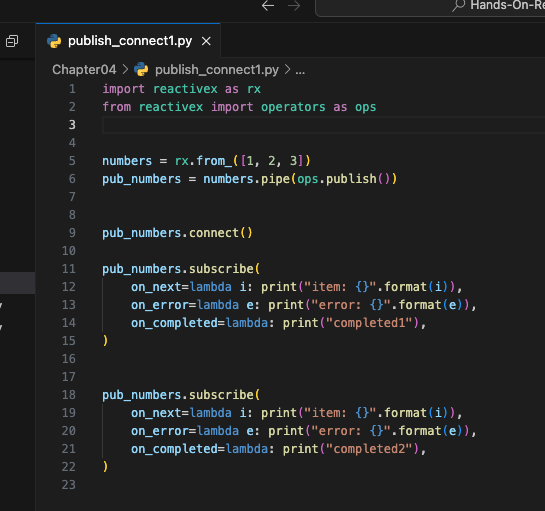 Hands-On-Re
publish_connect1.py
Chapter04 > publish_connect1.py > ...
1 import reactivex as rx
2 from reactivex import operators as ops
3
4
5 numbers = rx.from_([1, 2, 3])
6 pub_numbers = numbers.pipe(ops.publish())
7
8
9 pub_numbers.connect()
10
11 pub_numbers.subscribe(
12     on_next=lambda i: print("item: {}".format(i)),
13     on_error=lambda e: print("error: {}".format(e)),
14     on_completed=lambda: print("completed1"),
15 )
16
17
18 pub_numbers.subscribe(
19     on_next=lambda i: print("item: {}".format(i)),
20     on_error=lambda e: print("error: {}".format(e)),
21     on_completed=lambda: print("completed2"),
22 )
23